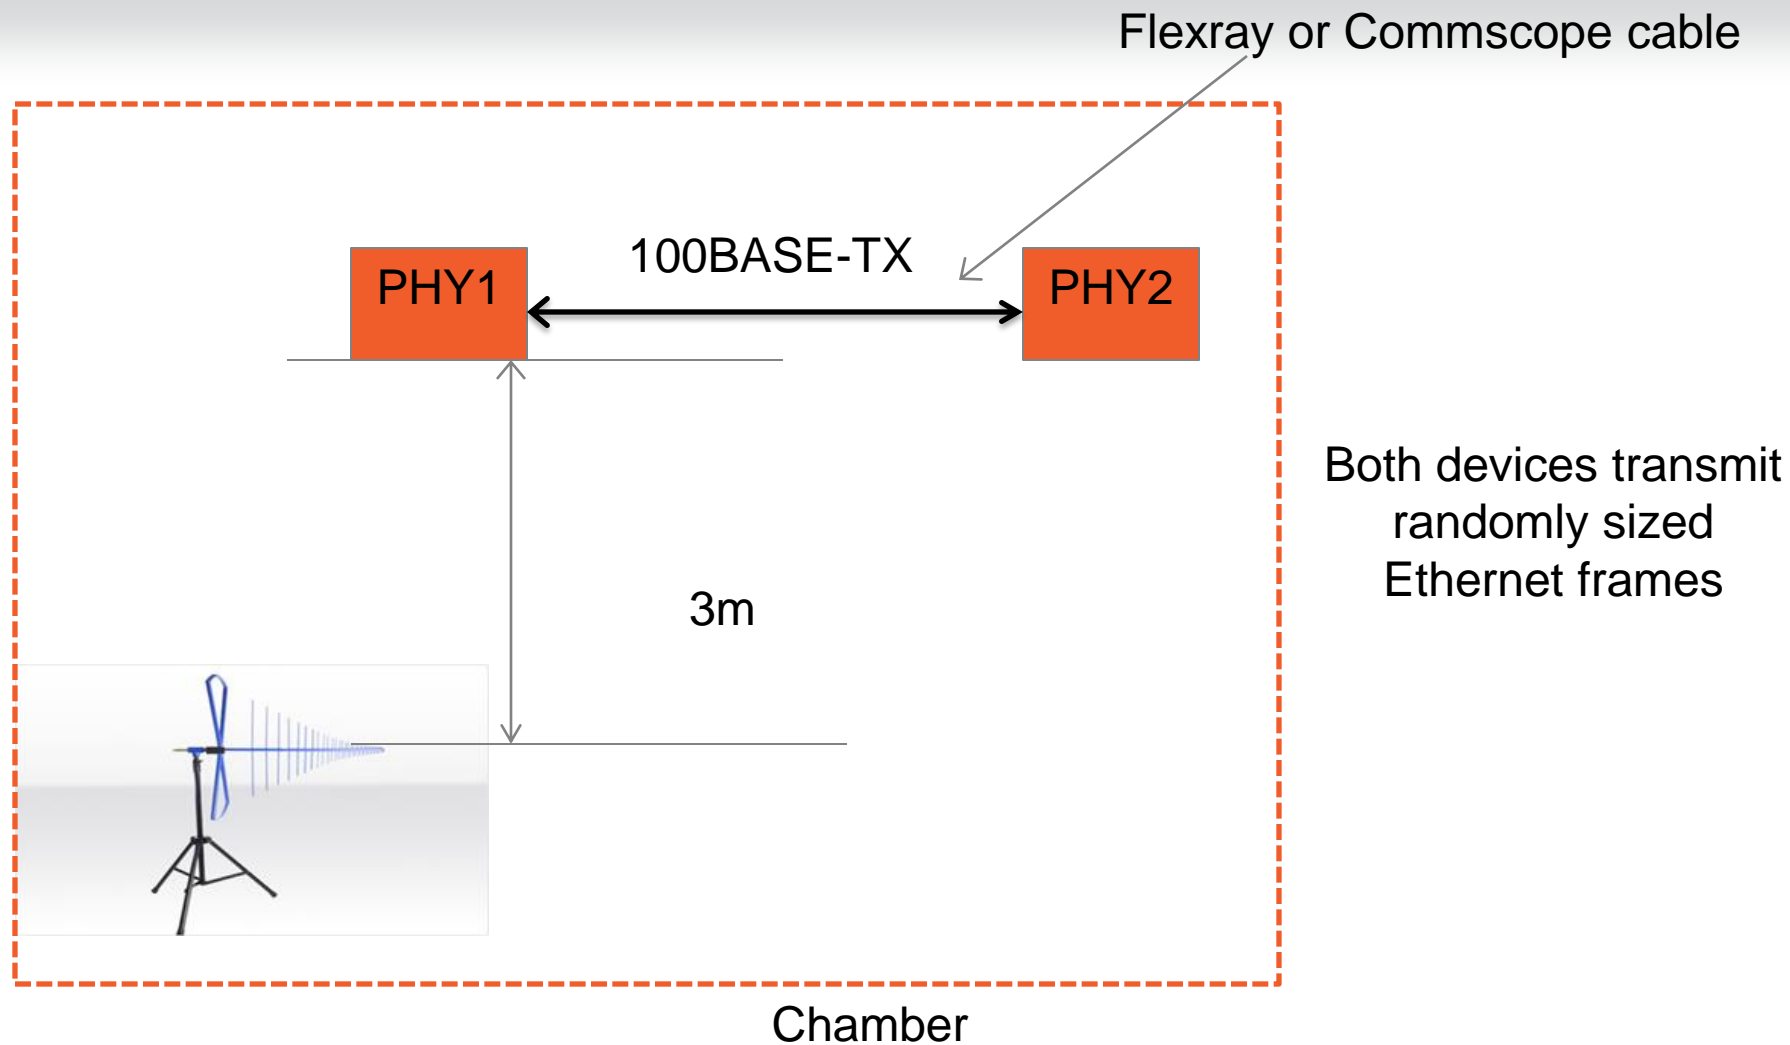 Flexray or Commscope cable
100BASE-TX
PHY1
PHY2
Both devices transmit
randomly sized
Ethernet frames
3m
Chamber